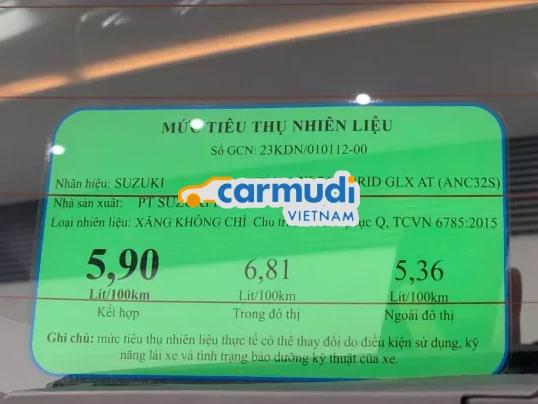 MỨC TIÊU THỤ NHIÊN LIỆU
Số GCN: 23KDN/010112-00
Nhãn hiệu: SUZUKI RID GLX AT (ANC32S)
Nhà sản xuất: PT SUZUKI
carmudi
VIETNAM
Loại nhiên liệu: XĂNG KHÔNG CHÌ Chu Q, TCVN 6785:2015
5,90 6,81 5,36
Lít/100km Lít/100km Lít/100km
Kết hợp Trong đô thị Ngoài đô thị
Ghi chú: mức tiêu thụ nhiên liệu thực tế có thể thay đổi do điều kiện sử dụng, kỹ
năng lái xe và tình trạng bảo dưỡng kỹ thuật của xe.